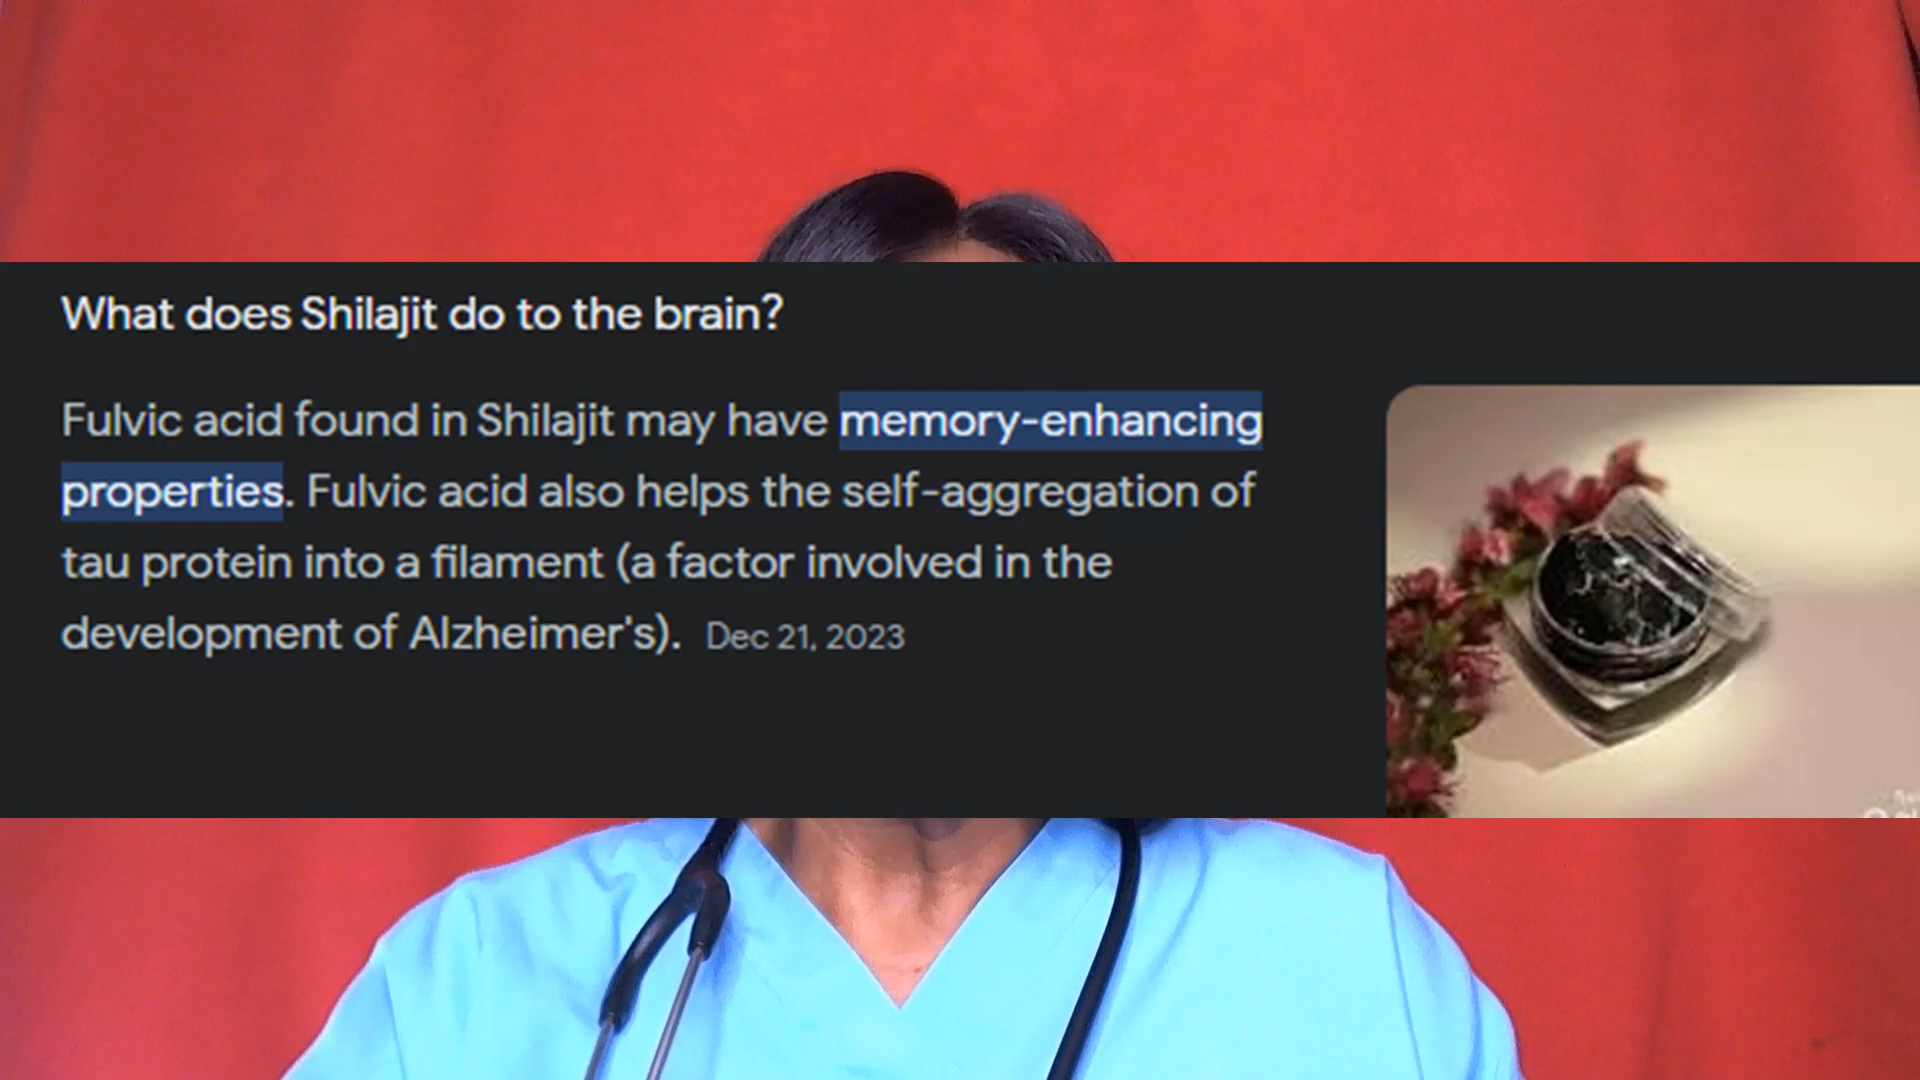 What does Shilajit do to the brain?
Fulvic acid found in Shilajit may have memory-enhancing
properties. Fulvic acid also helps the self-aggregation of
tau protein into a filament (a factor involved in the
development of Alzheimer's). Dec 21, 2023